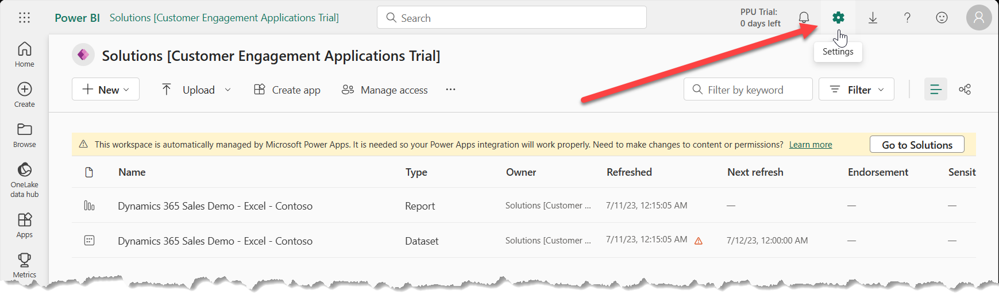 Power BI Solutions [Customer Engagement Applications Trial]
Search
PPU Trial:
0 days left
Settings
Home
Create
Browse
OneLake
data hub
Apps
Metrics
Solutions [Customer Engagement Applications Trial]
New Upload Create app Manage access ... Filter by keyword Filter
This workspace is automatically managed by Microsoft Power Apps. It is needed so your Power Apps integration will work properly. Need to make changes to content or permissions? Learn more Go to Solutions
Name Type Owner Refreshed Next refresh Endorsement Sensit
Dynamics 365 Sales Demo - Excel - Contoso Report Solutions [Customer ... 7/11/23, 12:15:05 AM — — —
Dynamics 365 Sales Demo - Excel - Contoso Dataset Solutions [Customer ... 7/11/23, 12:15:05 AM 7/12/23, 12:00:00 AM — —